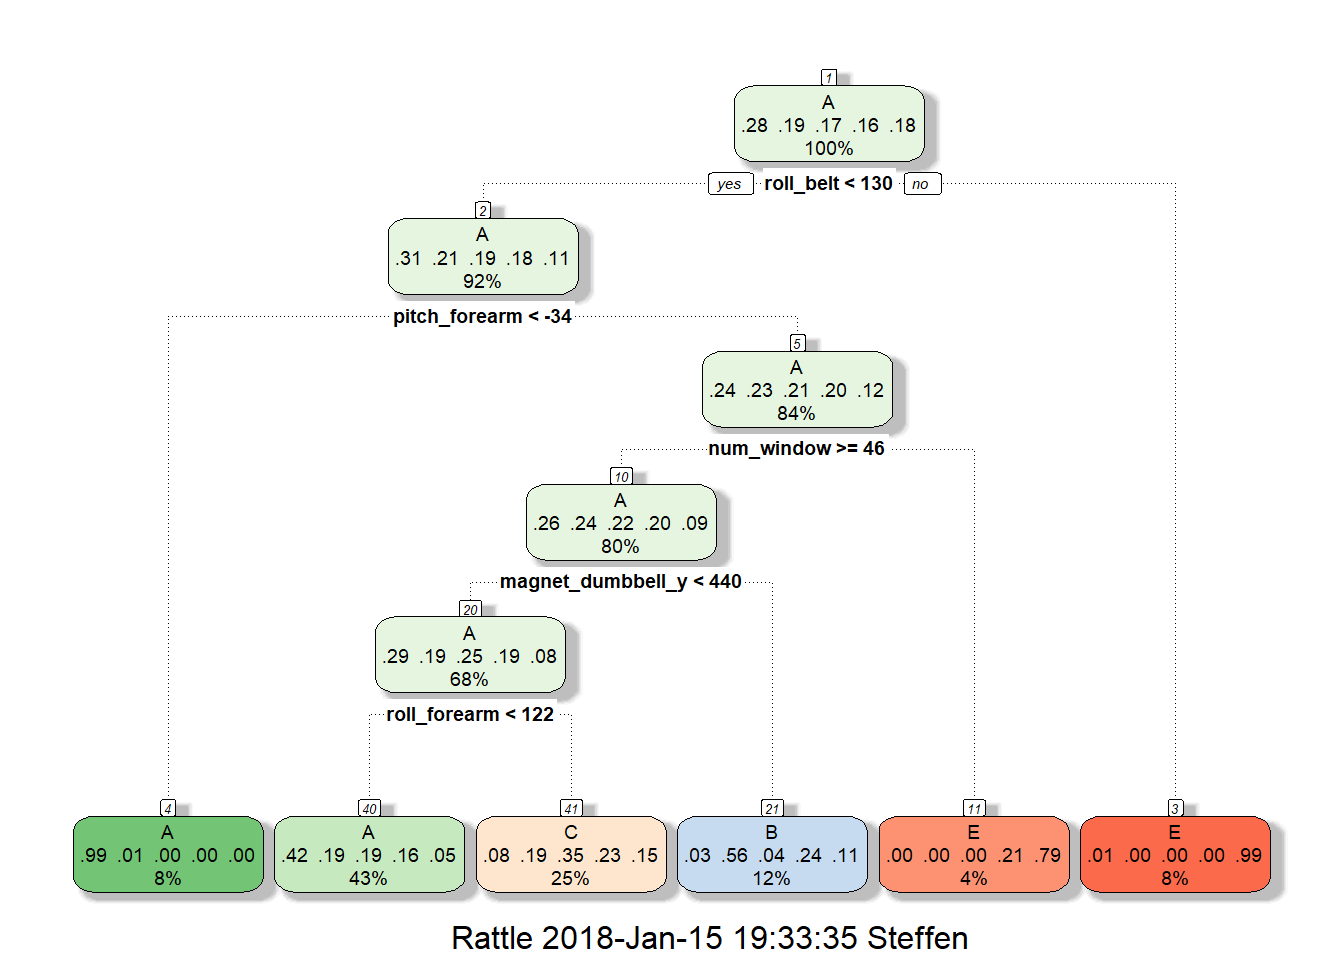 1
A
.28 .19 .17 .16 .18
100%
yes roll_belt < 130 no
2
A
.31 .21 .19 .18 .11
92%
pitch_forearm < -34
5
A
.24 .23 .21 .20 .12
84%
num_window >= 46
10
A
.26 .24 .22 .20 .09
80%
magnet_dumbbell_y < 440
20
A
.29 .19 .25 .19 .08
68%
roll_forearm < 122
4
A
.99 .01 .00 .00 .00
8%
40
A
.42 .19 .19 .16 .05
43%
41
C
.08 .19 .35 .23 .15
25%
21
B
.03 .56 .04 .24 .11
12%
11
E
.00 .00 .00 .21 .79
4%
3
E
.01 .00 .00 .00 .99
8%
Rattle 2018-Jan-15 19:33:35 Steffen